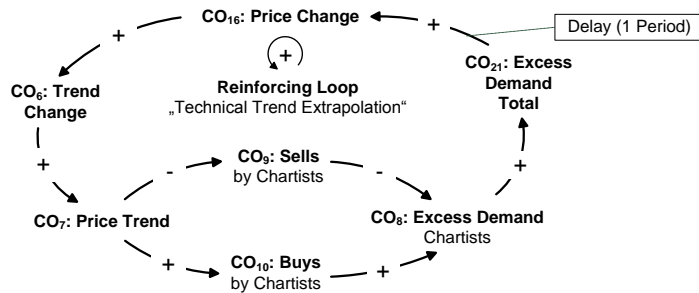 CO₁₆: Price Change
Delay (1 Period)
+
+
+
CO₂₁: Excess
Demand
Total
Reinforcing Loop
„Technical Trend Extrapolation“
CO₆: Trend
Change
CO₉: Sells
by Chartists
+
-
-
+
CO₇: Price Trend
CO₈: Excess Demand
Chartists
+
CO₁₀: Buys
by Chartists
+